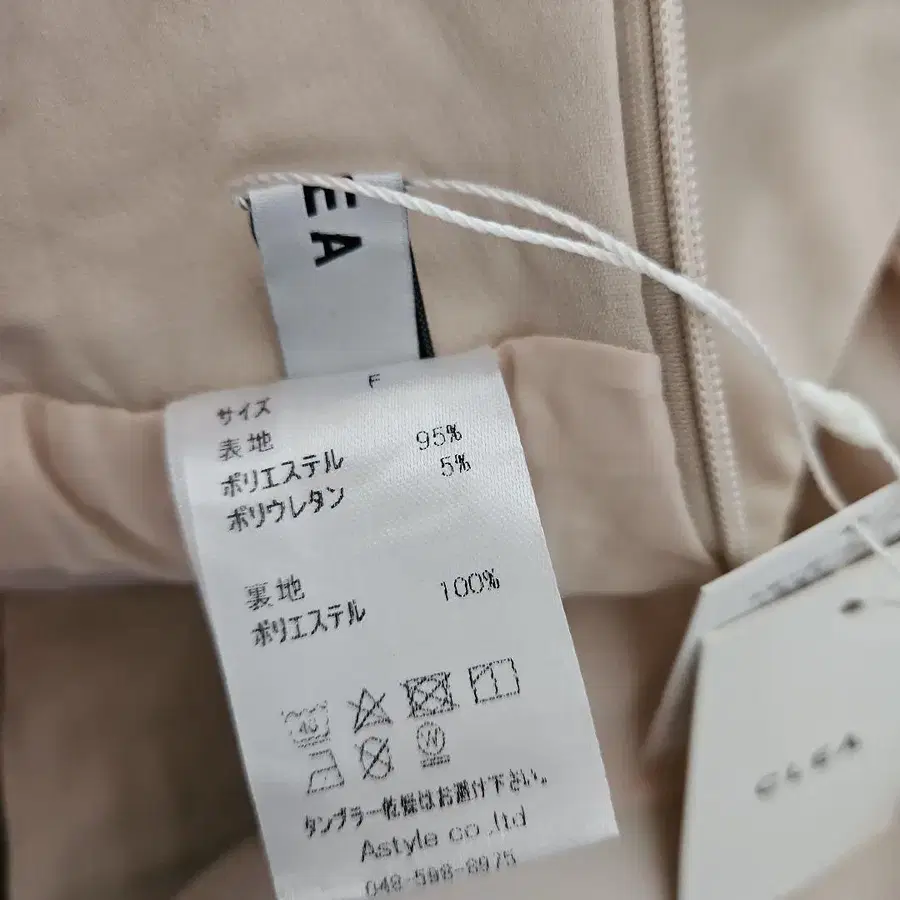 EA
サイズ F
表地
ポリエステル 95%
ポリウレタン 5%
裏地
ポリエステル 100%
40
W
タンブラー乾燥はお避け下さい。
Astyle co.,ltd
048-598-8975
CLEA